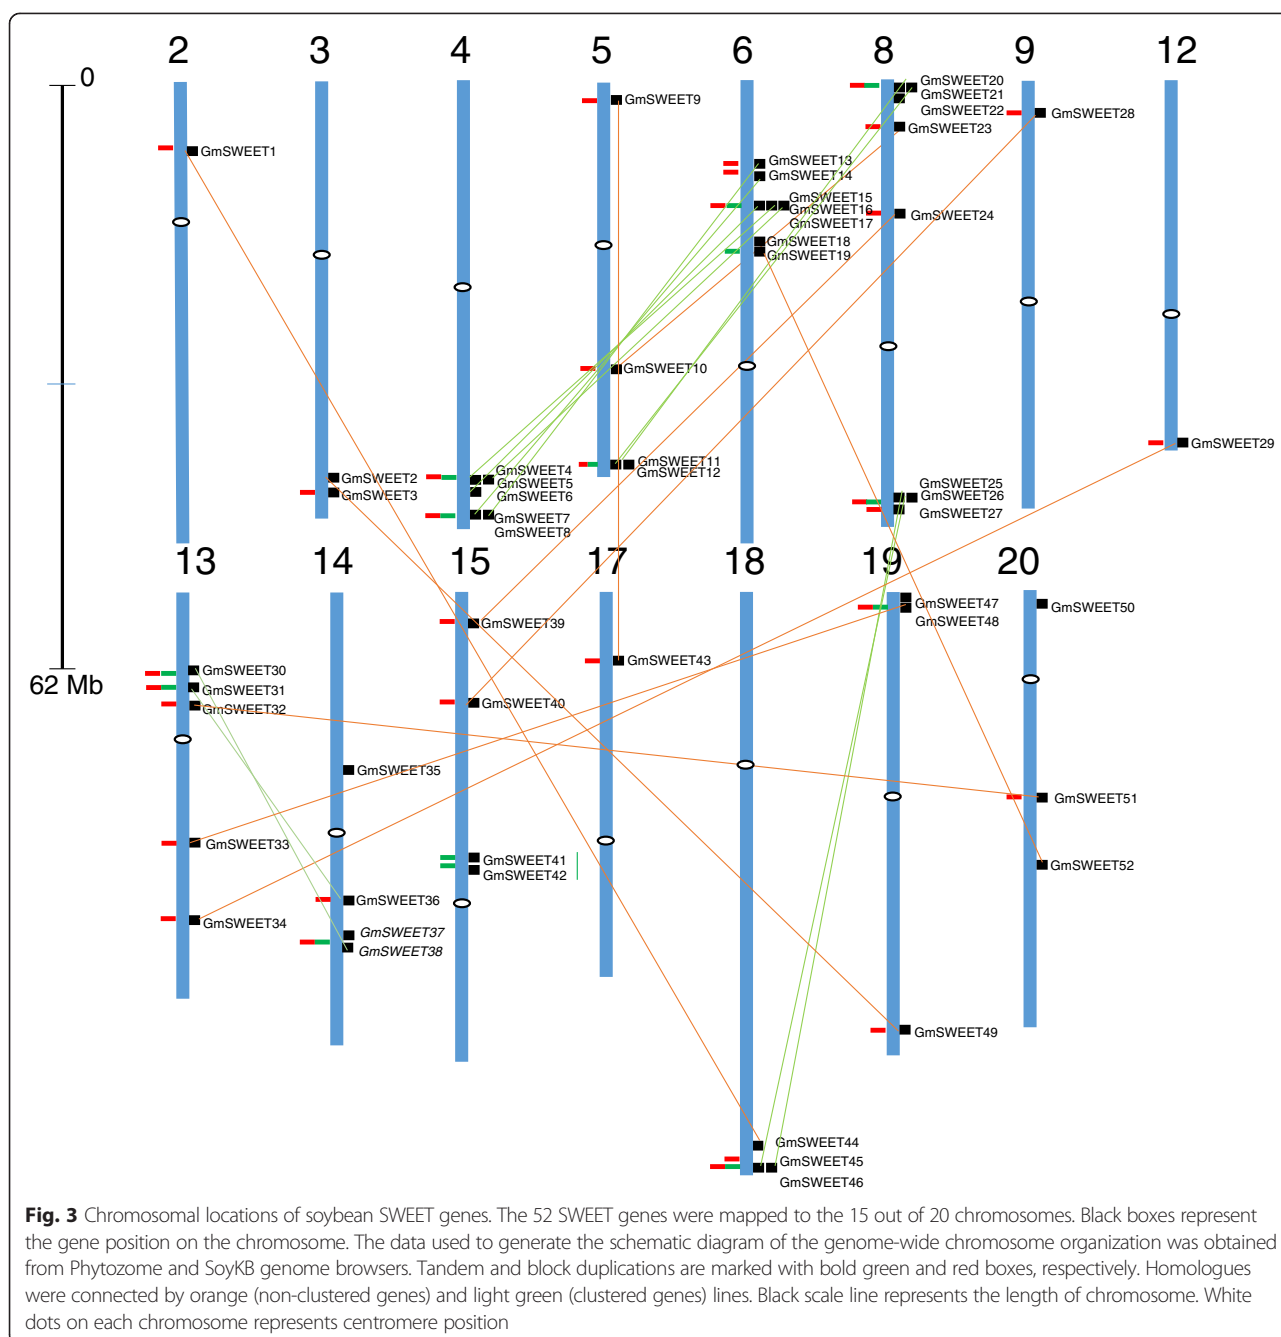 2 3 4 5 6 8 9 12
0
62 Mb
GmSWEET1
GmSWEET2
GmSWEET3
GmSWEET4
GmSWEET5
GmSWEET6
GmSWEET7
GmSWEET8
GmSWEET9
GmSWEET10
GmSWEET11
GmSWEET12
GmSWEET13
GmSWEET14
GmSWEET15
GmSWEET16
GmSWEET17
GmSWEET18
GmSWEET19
GmSWEET20
GmSWEET21
GmSWEET22
GmSWEET23
GmSWEET24
GmSWEET25
GmSWEET26
GmSWEET27
GmSWEET28
GmSWEET29
13 14 15 17 18 19 20
GmSWEET30
GmSWEET31
GmSWEET32
GmSWEET33
GmSWEET34
GmSWEET35
GmSWEET36
GmSWEET37
GmSWEET38
GmSWEET39
GmSWEET40
GmSWEET41
GmSWEET42
GmSWEET43
GmSWEET44
GmSWEET45
GmSWEET46
GmSWEET47
GmSWEET48
GmSWEET49
GmSWEET50
GmSWEET51
GmSWEET52
Fig. 3 Chromosomal locations of soybean SWEET genes. The 52 SWEET genes were mapped to the 15 out of 20 chromosomes. Black boxes represent
the gene position on the chromosome. The data used to generate the schematic diagram of the genome-wide chromosome organization was obtained
from Phytozome and SoyKB genome browsers. Tandem and block duplications are marked with bold green and red boxes, respectively. Homologues
were connected by orange (non-clustered genes) and light green (clustered genes) lines. Black scale line represents the length of chromosome. White
dots on each chromosome represents centromere position